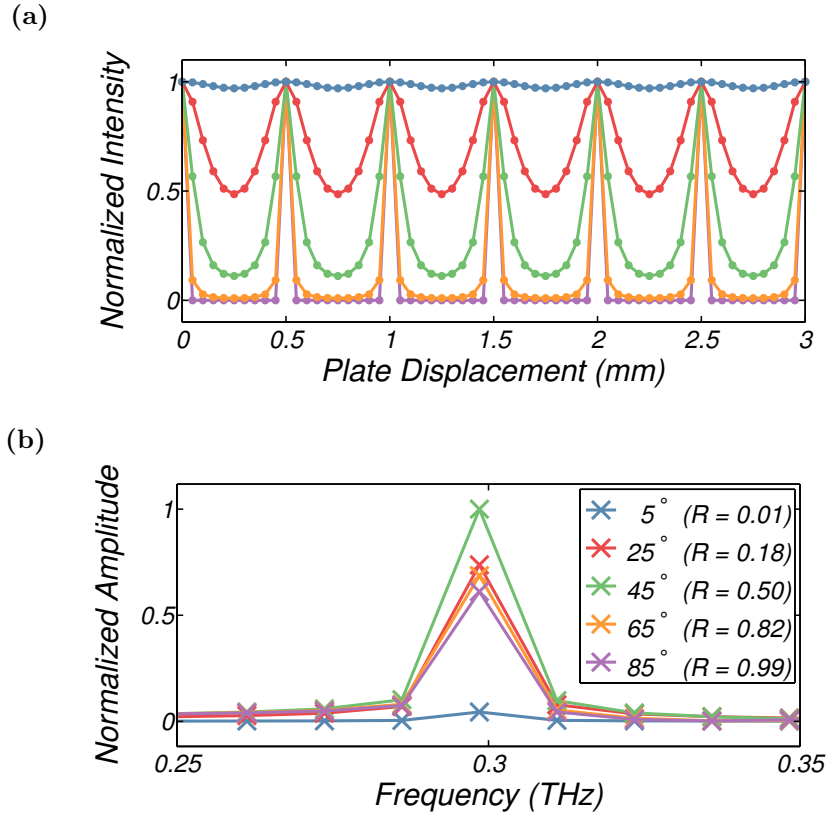 (a)
Normalized Intensity
1
0.5
0
0 0.5 1 1.5 2 2.5 3
Plate Displacement (mm)
(b)
Normalized Amplitude
1
0.5
0
5° (R = 0.01)
25° (R = 0.18)
45° (R = 0.50)
65° (R = 0.82)
85° (R = 0.99)
0.25 0.3 0.35
Frequency (THz)